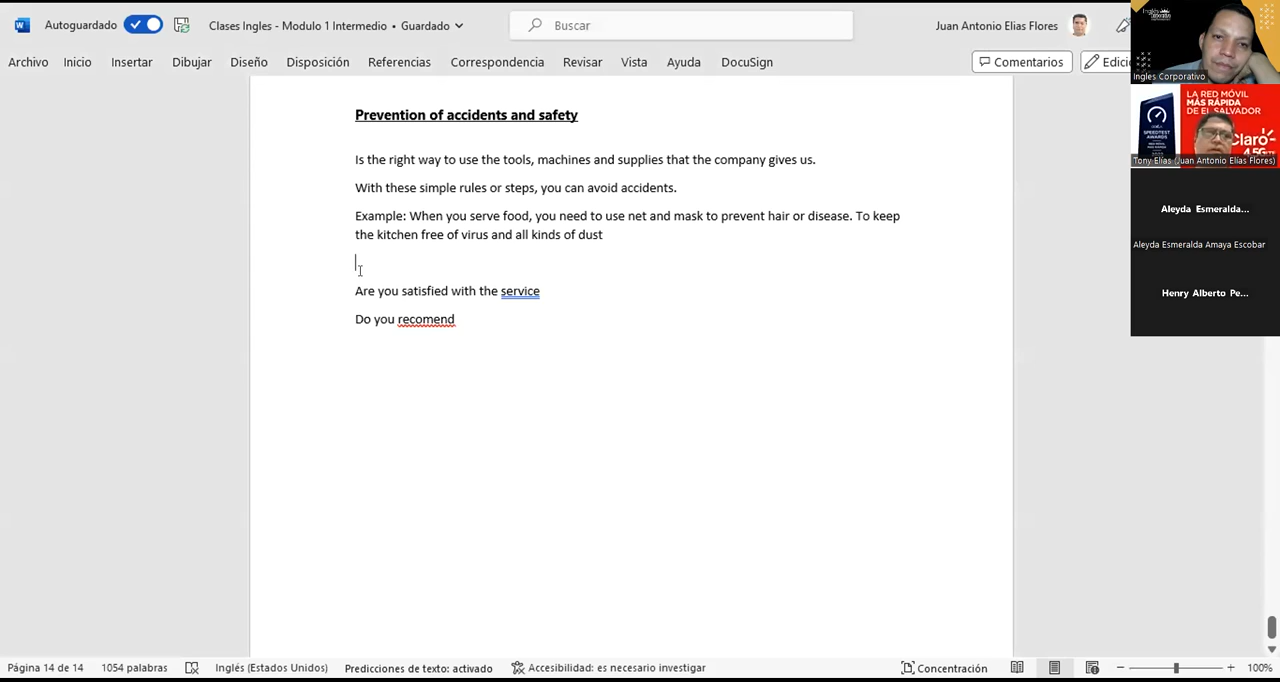 Autoguardado
Clases Ingles - Modulo 1 Intermedio • Guardado
Buscar
Juan Antonio Elias Flores
Archivo Inicio Insertar Dibujar Diseño Disposición Referencias Correspondencia Revisar Vista Ayuda DocuSign
Comentarios
Edició
Prevention of accidents and safety
Is the right way to use the tools, machines and supplies that the company gives us.
With these simple rules or steps, you can avoid accidents.
Example: When you serve food, you need to use net and mask to prevent hair or disease. To keep
the kitchen free of virus and all kinds of dust
Are you satisfied with the service
Do you recomend
Ingles Corporativo
LA RED MÓVIL
MÁS RÁPIDA
DE EL SALVADOR
SPEEDTEST
AWARDS
Claro
4.5G
Tony Elías (Juan Antonio Elías Flores)
Aleyda Esmeralda...
Aleyda Esmeralda Amaya Escobar
Henry Alberto Pe...
Página 14 de 14 1054 palabras Inglés (Estados Unidos) Predicciones de texto: activado Accesibilidad: es necesario investigar Concentración 100%